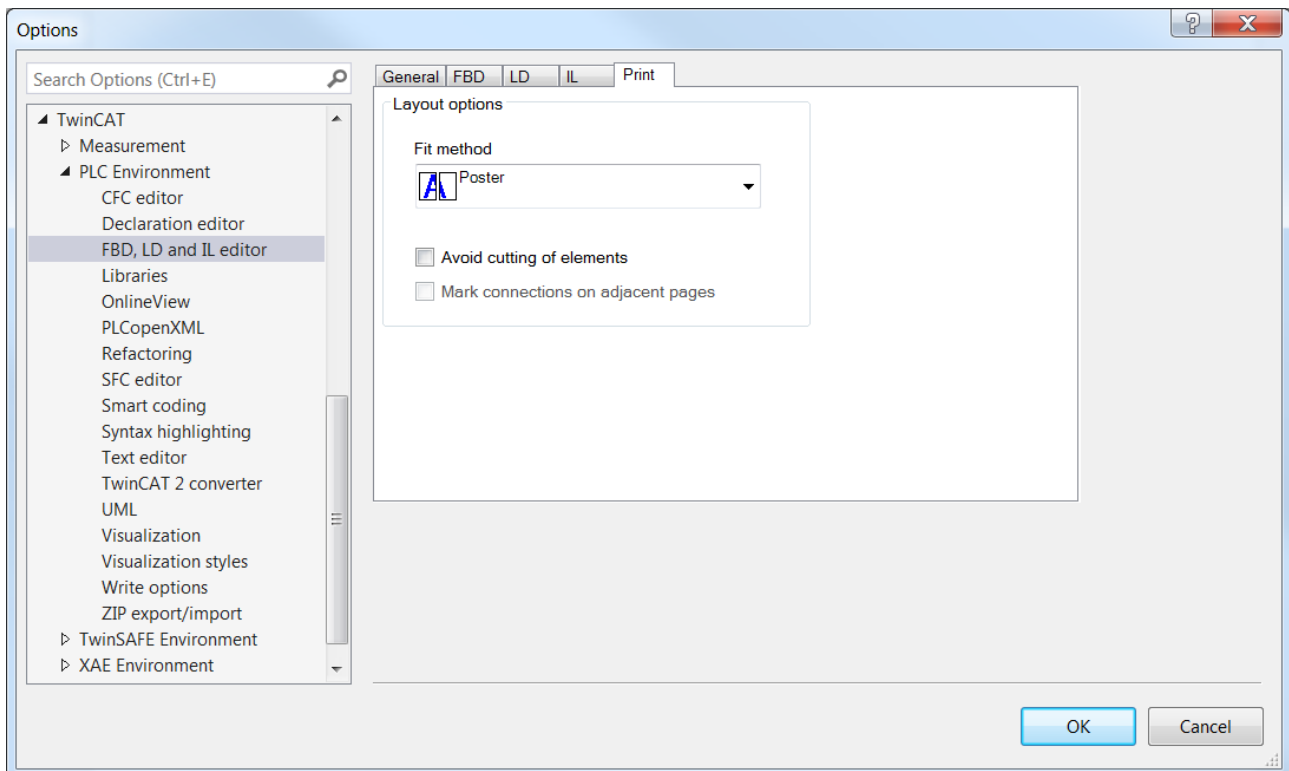 Options
Search Options (Ctrl+E)
TwinCAT
Measurement
PLC Environment
CFC editor
Declaration editor
FBD, LD and IL editor
Libraries
OnlineView
PLCopenXML
Refactoring
SFC editor
Smart coding
Syntax highlighting
Text editor
TwinCAT 2 converter
UML
Visualization
Visualization styles
Write options
ZIP export/import
TwinSAFE Environment
XAE Environment
General FBD LD IL Print
Layout options
Fit method
A Poster
Avoid cutting of elements
Mark connections on adjacent pages
OK Cancel